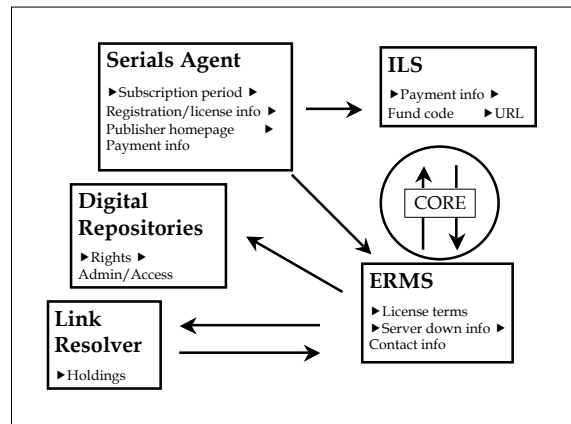 Serials Agent
▶Subscription period ▶
Registration/license info ▶
Publisher homepage ▶
Payment info
ILS
▶Payment info ▶
Fund code ▶URL
CORE
Digital
Repositories
▶Rights ▶
Admin/Access
ERMS
▶License terms
▶Server down info ▶
Contact info
Link
Resolver
▶Holdings